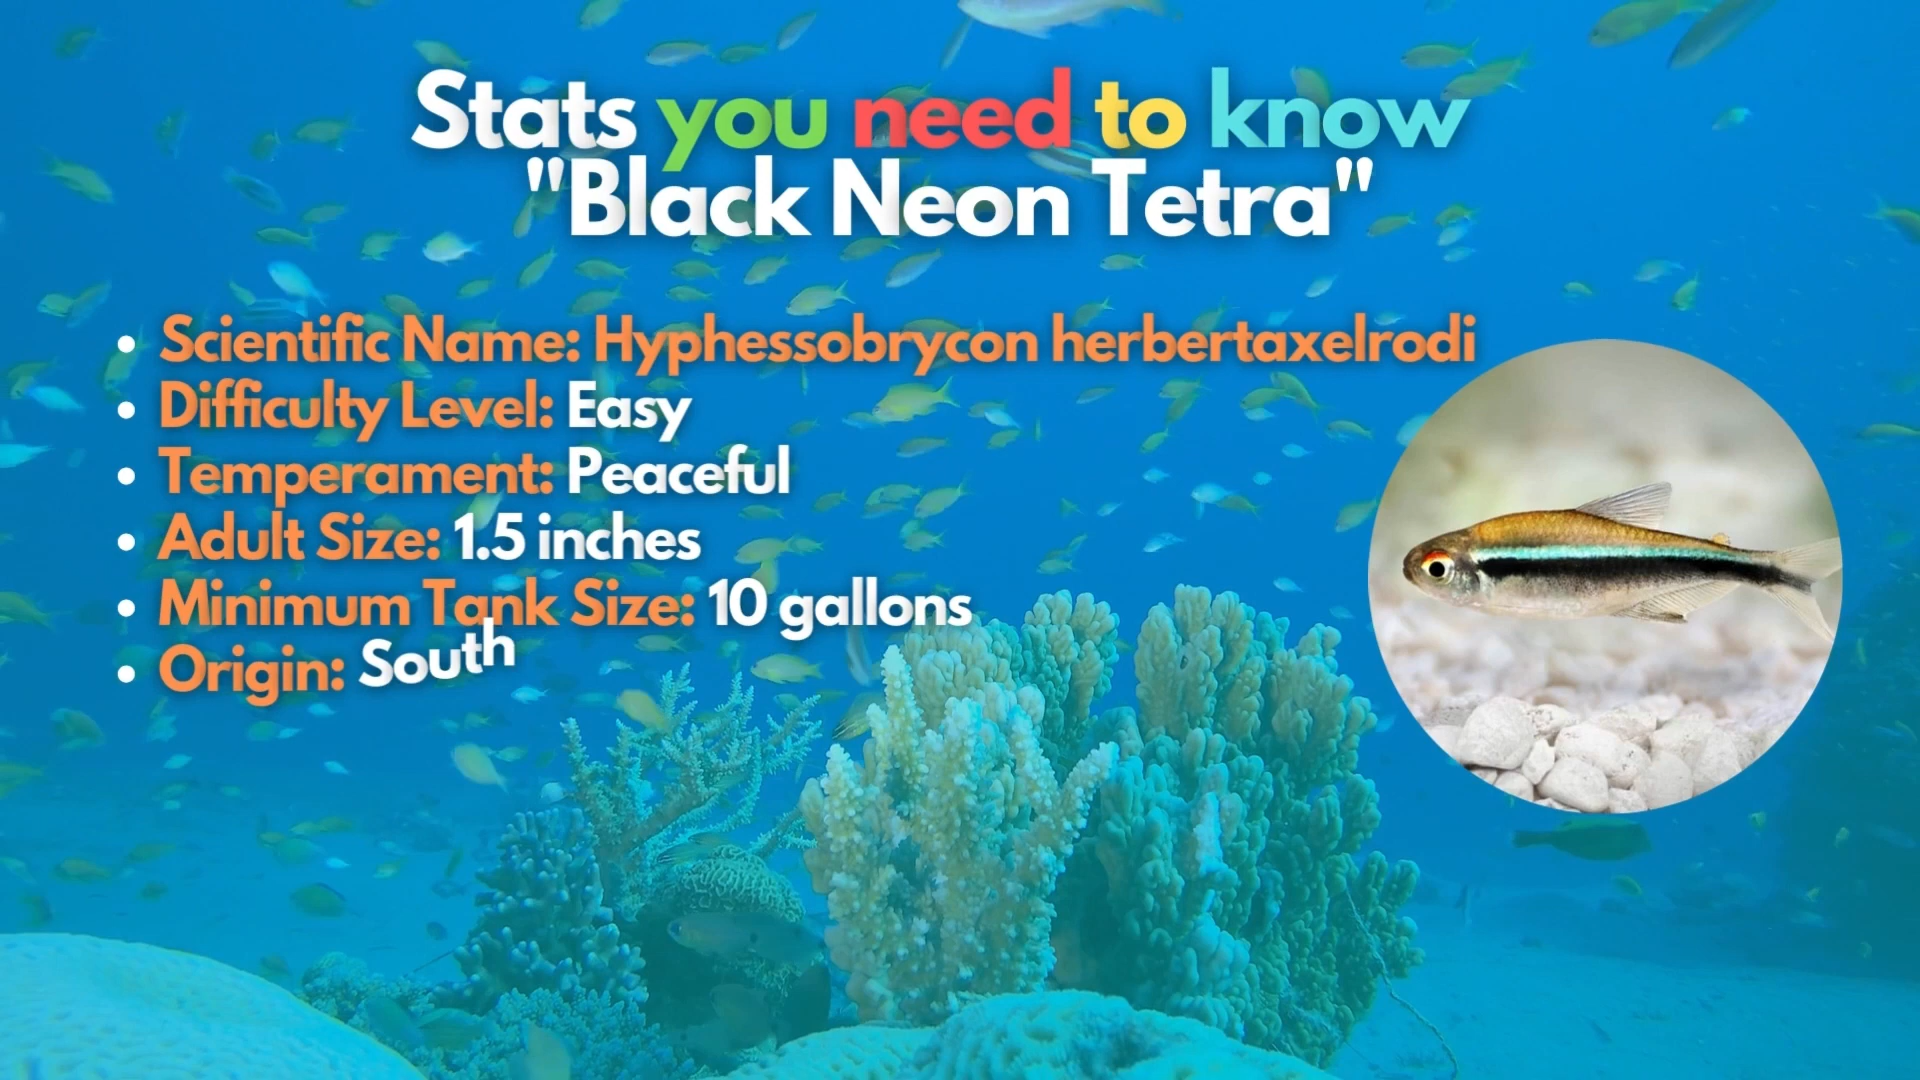 Stats you need to know
"Black Neon Tetra"
• Scientific Name: Hyphessobrycon herbertaxelrodi
• Difficulty Level: Easy
• Temperament: Peaceful
• Adult Size: 1.5 inches
• Minimum Tank Size: 10 gallons
• Origin: South